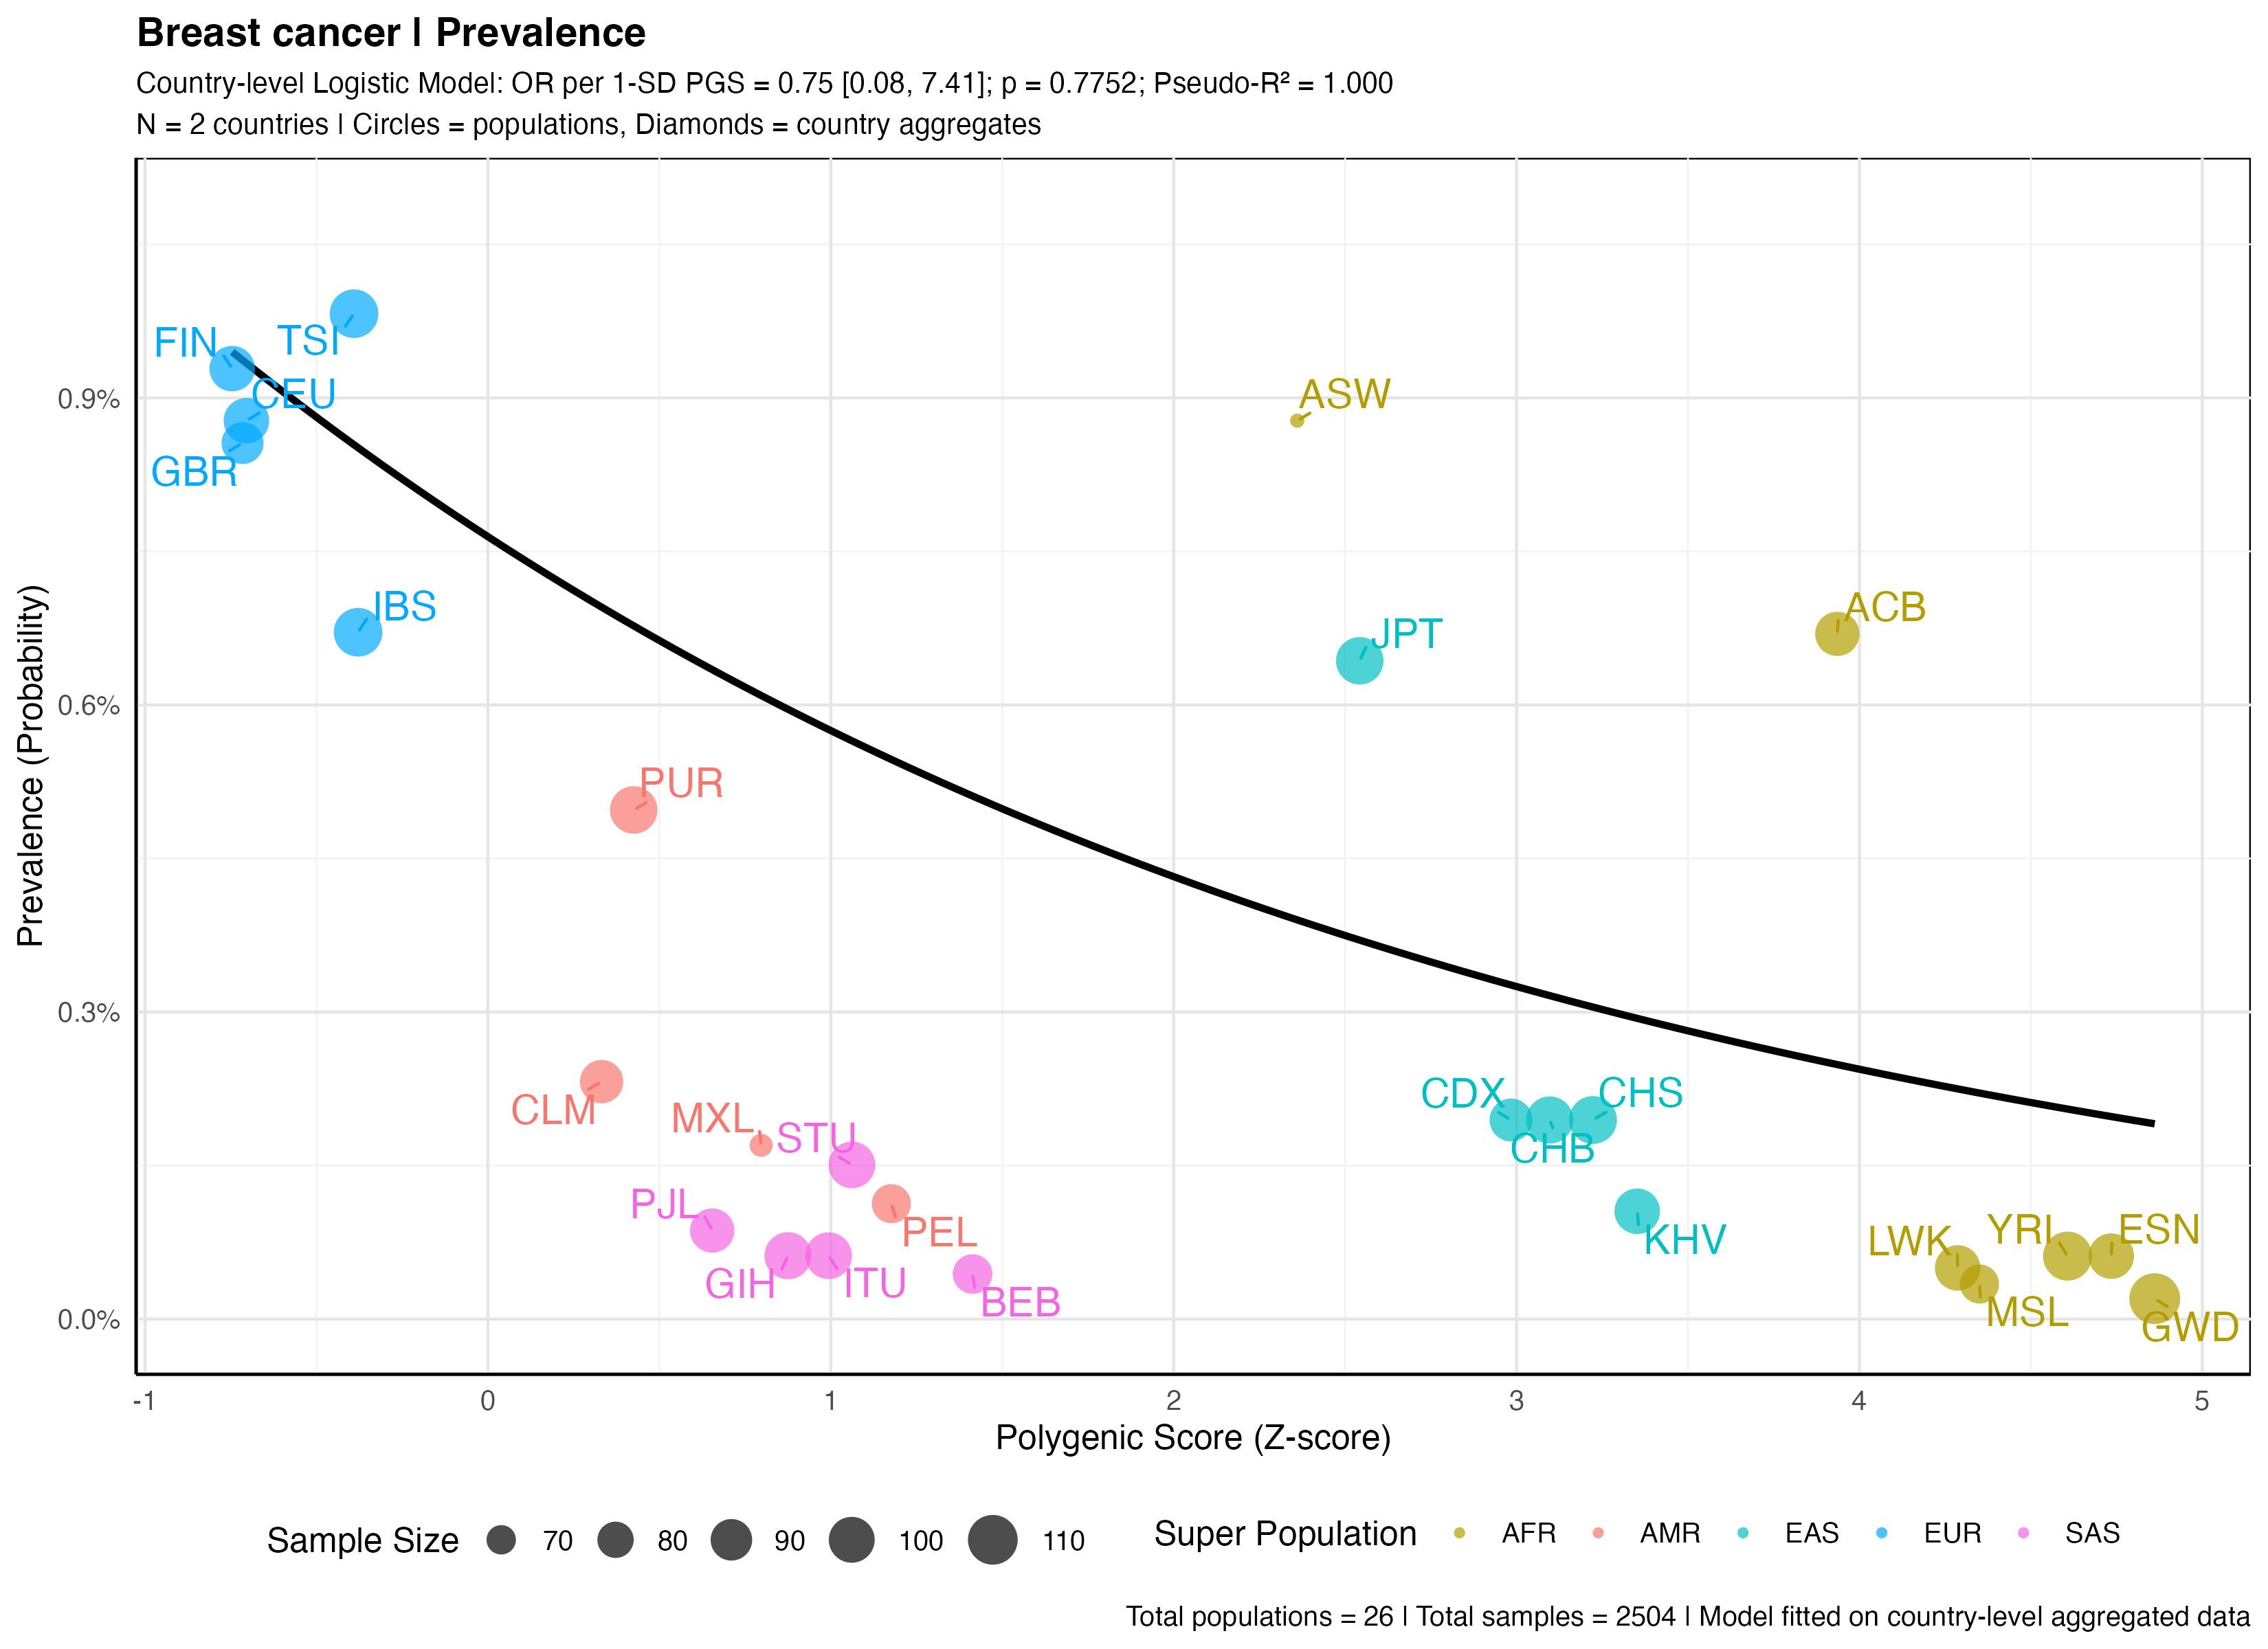 Breast cancer | Prevalence
Country-level Logistic Model: OR per 1-SD PGS = 0.75 [0.08, 7.41]; p = 0.7752; Pseudo-R² = 1.000
N = 2 countries | Circles = populations, Diamonds = country aggregates
Prevalence (Probability)
0.9%
0.6%
0.3%
0.0%
FIN
TSI
CEU
GBR
IBS
ASW
JPT
ACB
PUR
CLM
MXL
STU
PJL
PEL
GIH
ITU
BEB
CDX
CHS
CHB
KHV
LWK
YRI
ESN
MSL
GWD
-1 0 1 2 3 4 5
Polygenic Score (Z-score)
Sample Size 70 80 90 100 110
Super Population AFR AMR EAS EUR SAS
Total populations = 26 | Total samples = 2504 | Model fitted on country-level aggregated data